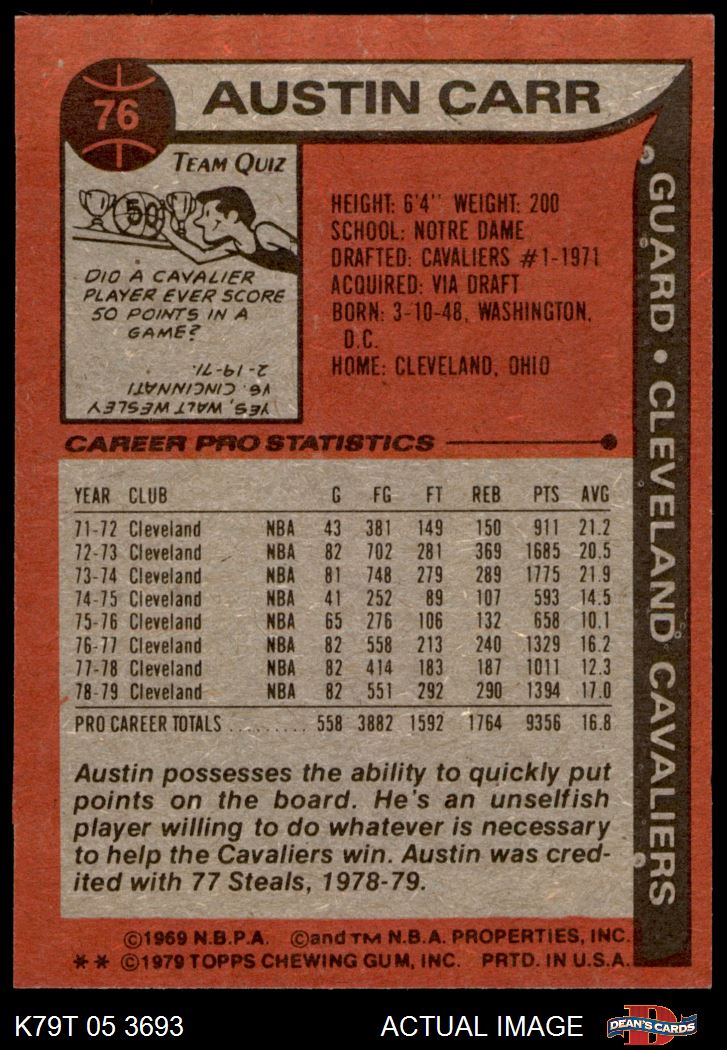 76
AUSTIN CARR
TEAM QUIZ
50
DID A CAVALIER
PLAYER EVER SCORE
50 POINTS IN A
GAME?
YES, WALT WESLEY
VS. CINCINNATI
2-19-71.
HEIGHT: 6'4" WEIGHT: 200
SCHOOL: NOTRE DAME
DRAFTED: CAVALIERS #1-1971
ACQUIRED: VIA DRAFT
BORN: 3-10-48, WASHINGTON,
D.C.
HOME: CLEVELAND, OHIO
GUARD • CLEVELAND CAVALIERS
CAREER PRO STATISTICS
YEAR CLUB G FG FT REB PTS AVG
71-72 Cleveland NBA 43 381 149 150 911 21.2
72-73 Cleveland NBA 82 702 281 369 1685 20.5
73-74 Cleveland NBA 81 748 279 289 1775 21.9
74-75 Cleveland NBA 41 252 89 107 593 14.5
75-76 Cleveland NBA 65 276 106 132 658 10.1
76-77 Cleveland NBA 82 558 213 240 1329 16.2
77-78 Cleveland NBA 82 414 183 187 1011 12.3
78-79 Cleveland NBA 82 551 292 290 1394 17.0
PRO CAREER TOTALS ......... 558 3882 1592 1764 9356 16.8
Austin possesses the ability to quickly put
points on the board. He's an unselfish
player willing to do whatever is necessary
to help the Cavaliers win. Austin was cred-
ited with 77 Steals, 1978-79.
©1969 N.B.P.A. ©and TM N.B.A. PROPERTIES, INC.
** ©1979 TOPPS CHEWING GUM, INC. PRTD. IN U.S.A.
K79T 05 3693 ACTUAL IMAGE D DEAN'S CARDS